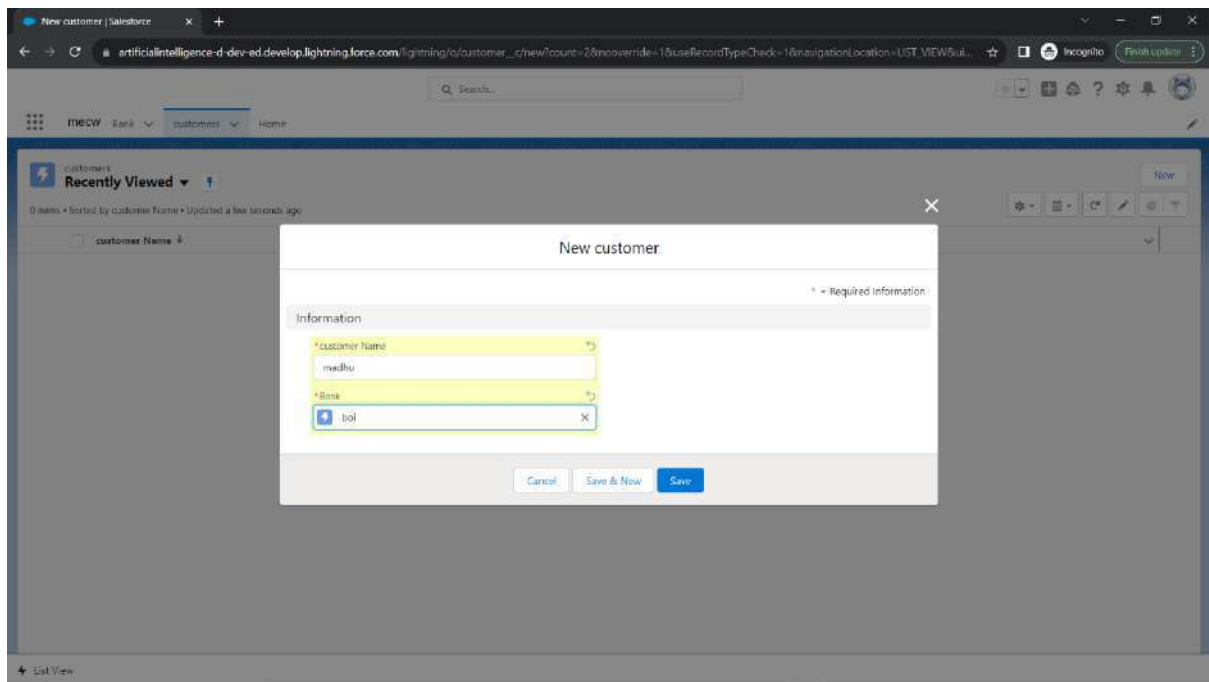 New customer | Salesforce
artificialintelligence-d-dev-ed.develop.lightning.force.com/lightning/o/customer__c/new?count=2&nooverride=1&useRecordTypeCheck=1&navigationLocation=LIST_VIEW&ui...
Incognito
Finish update
Search...
mecw Bank customers Home
customers
Recently Viewed
New
0 items • Sorted by customer Name • Updated a few seconds ago
customer Name
New customer
* = Required Information
Information
*customer Name
madhu
*Bank
boi
Cancel Save & New Save
List View